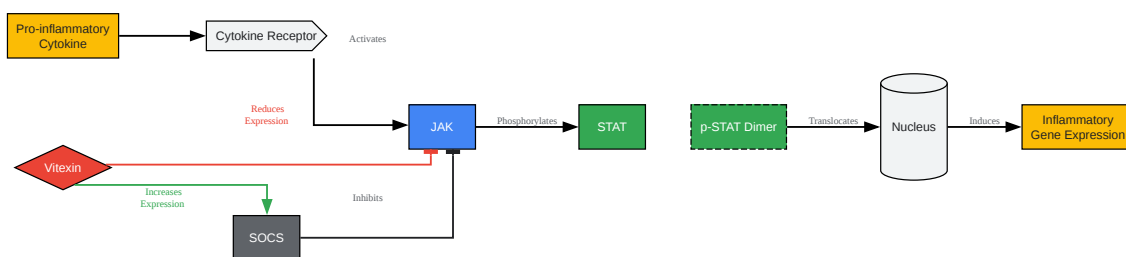 Pro-inflammatory
Cytokine
Cytokine Receptor
Activates
Reduces
Expression
JAK
Phosphorylates
STAT
p-STAT Dimer
Translocates
Nucleus
Induces
Inflammatory
Gene Expression
Vitexin
Increases
Expression
Inhibits
SOCS